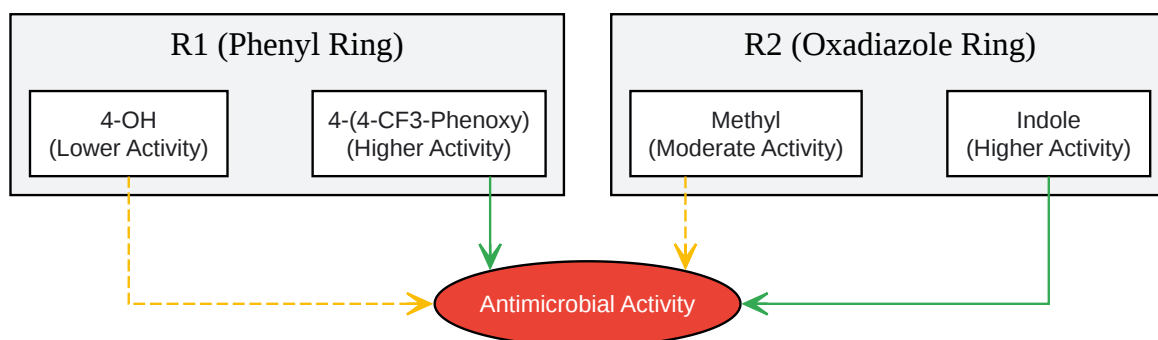 R1 (Phenyl Ring)
R2 (Oxadiazole Ring)
4-OH
(Lower Activity)
4-(4-CF3-Phenoxy)
(Higher Activity)
Methyl
(Moderate Activity)
Indole
(Higher Activity)
Antimicrobial Activity